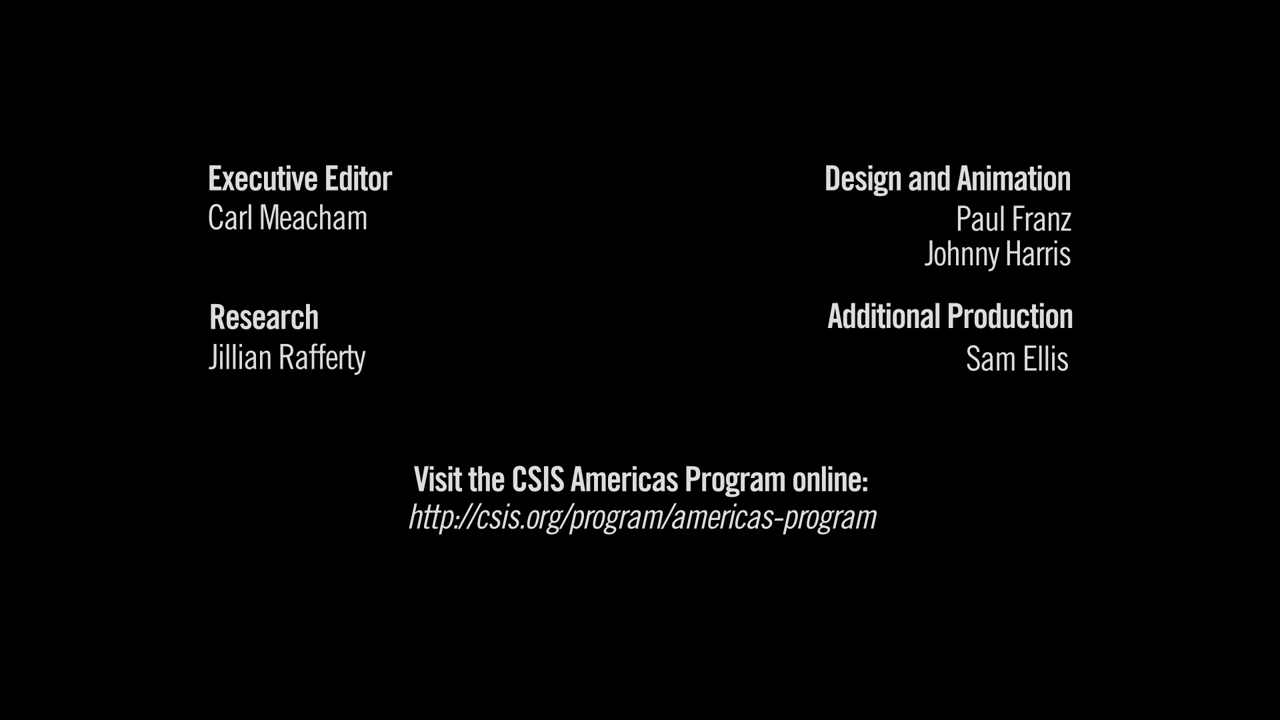 Executive Editor
Carl Meacham
Research
Jillian Rafferty
Design and Animation
Paul Franz
Johnny Harris
Additional Production
Sam Ellis
Visit the CSIS Americas Program online:
http://csis.org/program/americas-program